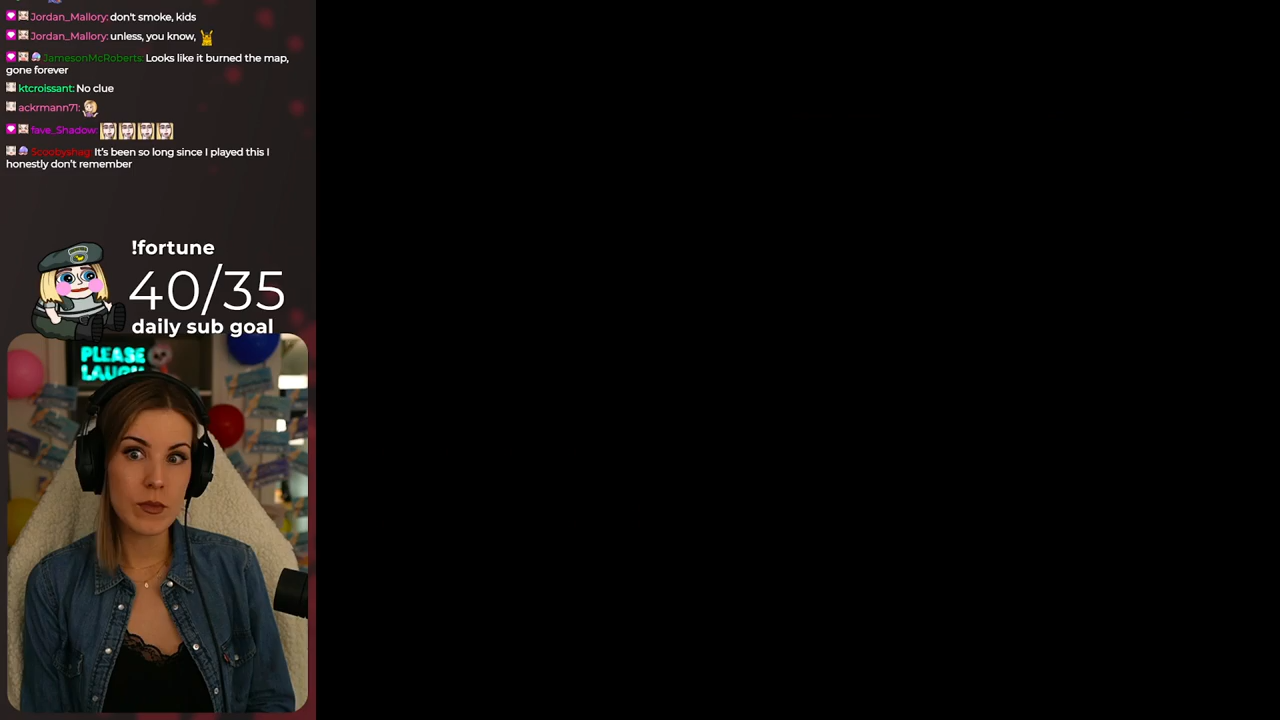 Jordan_Mallory: don't smoke, kids
Jordan_Mallory: unless, you know,
JamesonMcRoberts: Looks like it burned the map,
gone forever
ktcroissant: No clue
ackrmann71:
fave_Shadow:
Scoobyshag: It's been so long since I played this I
honestly don't remember
!fortune
40/35
daily sub goal
PLEASE
LAUGH